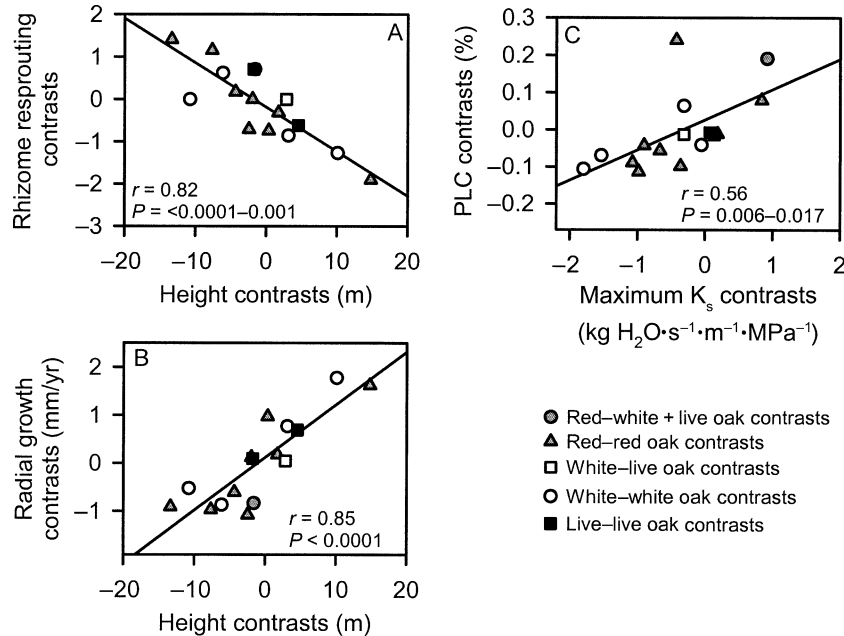 A
Rhizome resprouting
contrasts
2
1
0
−1
−2
−3
r = 0.82
P = <0.0001–0.001
−20
−10
0
10
20
Height contrasts (m)
B
Radial growth
contrasts (mm/yr)
2
1
0
−1
r = 0.85
P < 0.0001
−20
−10
0
10
20
Height contrasts (m)
C
PLC contrasts (%)
0.3
0.2
0.1
0.0
−0.1
−0.2
r = 0.56
P = 0.006–0.017
−2
−1
0
1
2
Maximum Kₛ contrasts
(kg H₂O•s⁻¹•m⁻¹•MPa⁻¹)
Red–white + live oak contrasts
Red–red oak contrasts
White–live oak contrasts
White–white oak contrasts
Live–live oak contrasts